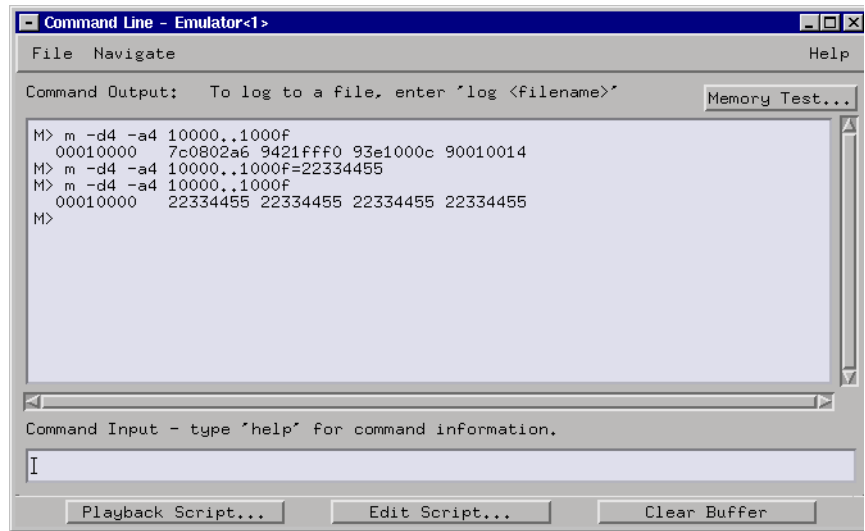 Command Line - Emulator<1>
File Navigate Help
Command Output: To log to a file, enter "log <filename>"
Memory Test...
M> m -d4 -a4 10000..1000f
00010000 7c0802a6 9421fff0 93e1000c 90010014
M> m -d4 -a4 10000..1000f=22334455
M> m -d4 -a4 10000..1000f
00010000 22334455 22334455 22334455 22334455
M>
Command Input - type "help" for command information.
Playback Script... Edit Script... Clear Buffer